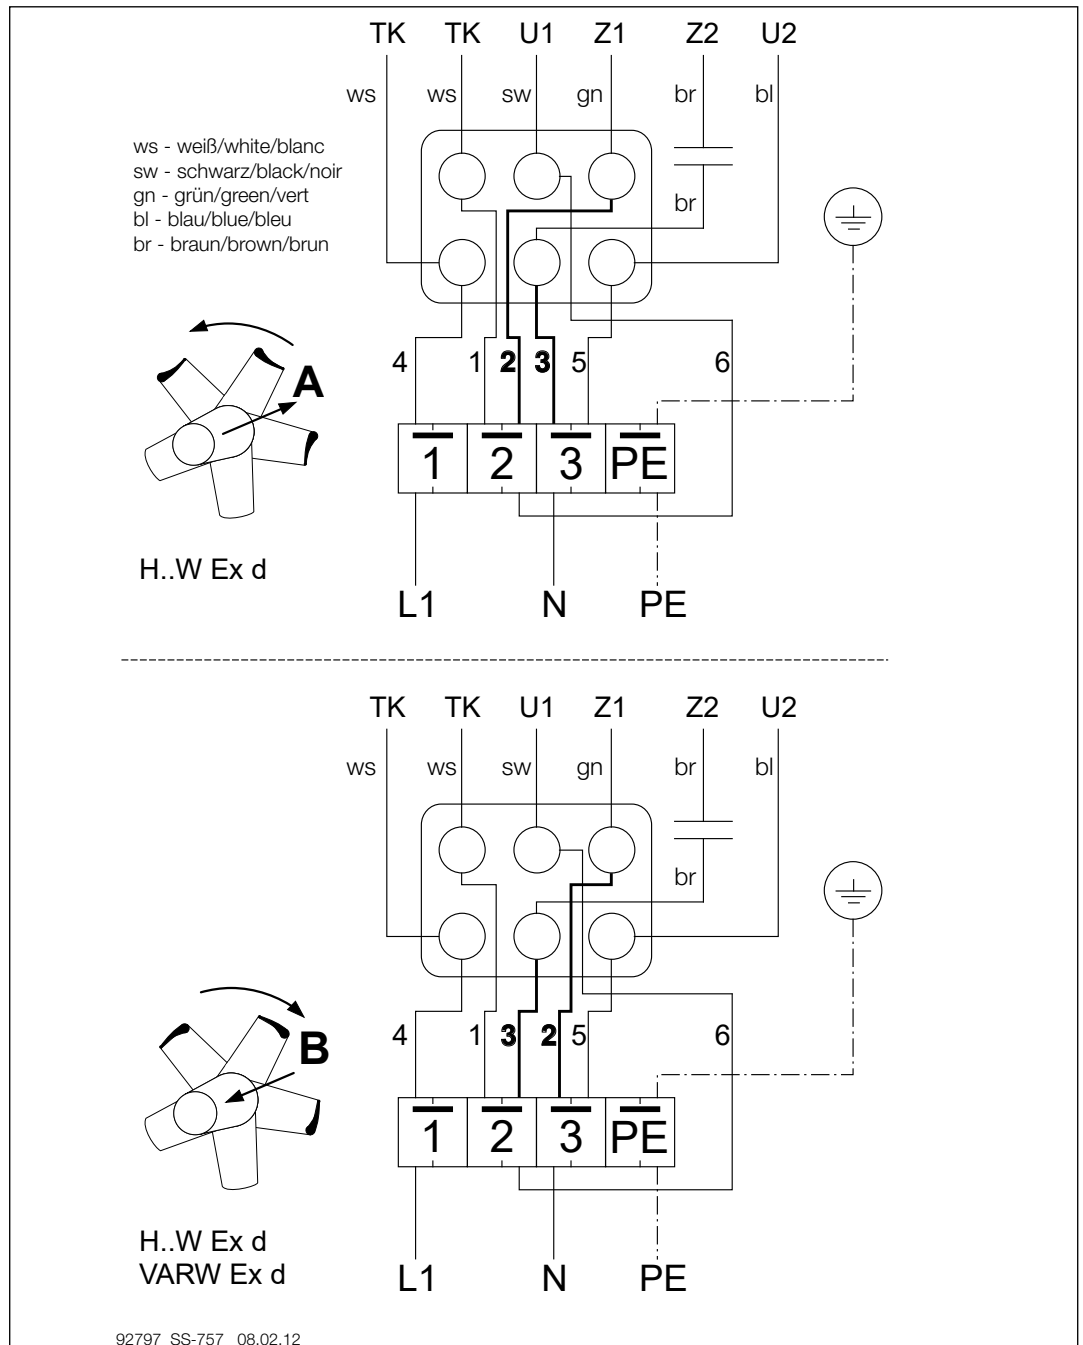 TK TK U1 Z1 Z2 U2
ws ws sw gn br bl
ws - weiß/white/blanc
sw - schwarz/black/noir
gn - grün/green/vert
bl - blau/blue/bleu
br - braun/brown/brun
br
4 1 2 3 5 6
A
1 2 3 PE
H..W Ex d
L1 N PE
TK TK U1 Z1 Z2 U2
ws ws sw gn br bl
br
4 1 3 2 5 6
B
1 2 3 PE
H..W Ex d
VARW Ex d
L1 N PE
92797 SS-757 08.02.12